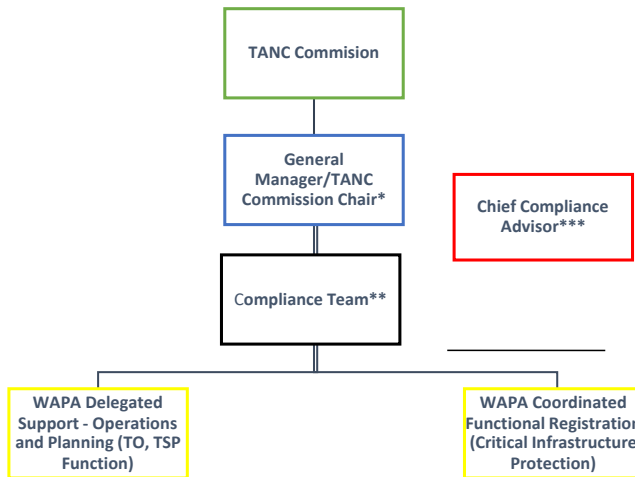 TANC Commision
General
Manager/TANC
Commission Chair*
Chief Compliance
Advisor***
Compliance Team**
WAPA Delegated
Support - Operations
and Planning (TO, TSP
Function)
WAPA Coordinated
Functional Registration
(Critical Infrastructure
Protection)